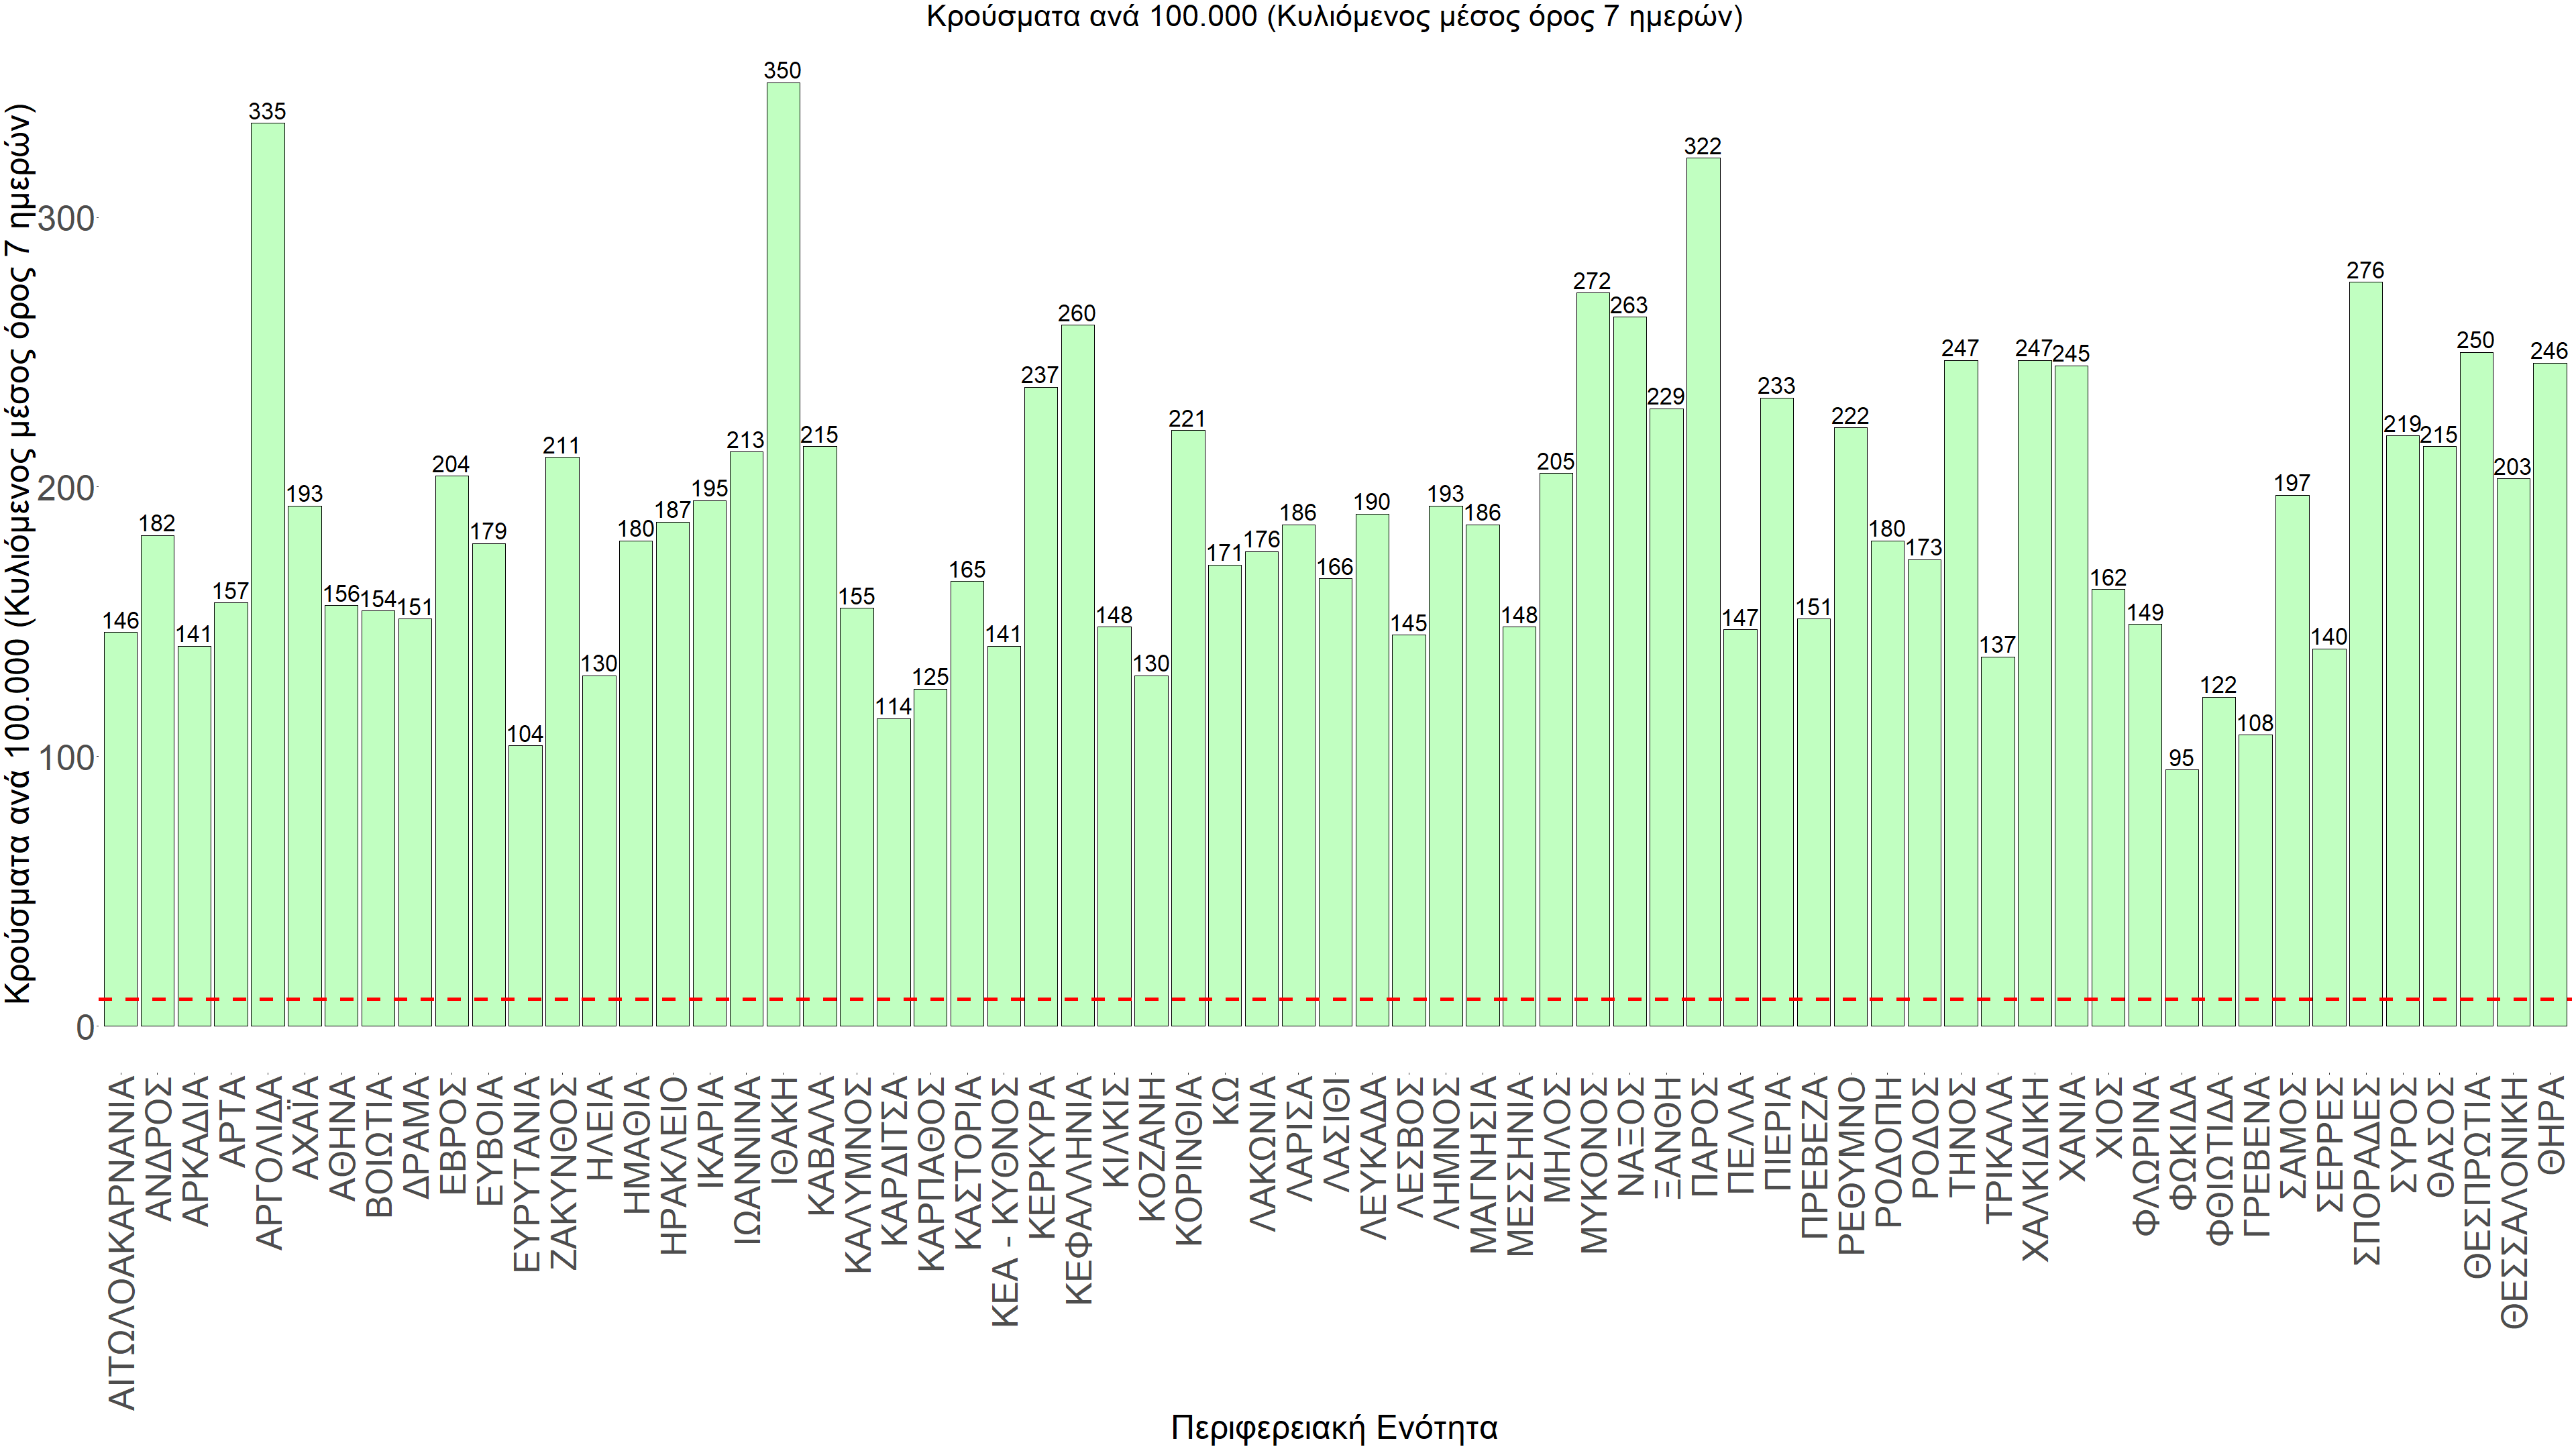 Κρούσματα ανά 100.000 (Κυλιόμενος μέσος όρος 7 ημερών)
Κρούσματα ανά 100.000 (Κυλιόμενος μέσος όρος 7 ημερών)
300
200
100
0
146
182
141
157
335
193
156
154
151
204
179
104
211
130
180
187
195
213
350
215
155
114
125
165
141
237
260
148
130
221
171
176
186
166
190
145
193
186
148
205
272
263
229
322
147
233
151
222
180
173
247
137
247
245
162
149
95
122
108
197
140
276
219
215
250
203
246
ΑΙΤΩΛΟΑΚΑΡΝΑΝΙΑ
ΑΝΔΡΟΣ
ΑΡΚΑΔΙΑ
ΑΡΤΑ
ΑΡΓΟΛΙΔΑ
ΑΧΑΪΑ
ΑΘΗΝΑ
ΒΟΙΩΤΙΑ
ΔΡΑΜΑ
ΕΒΡΟΣ
ΕΥΒΟΙΑ
ΕΥΡΥΤΑΝΙΑ
ΖΑΚΥΝΘΟΣ
ΗΛΕΙΑ
ΗΜΑΘΙΑ
ΗΡΑΚΛΕΙΟ
ΙΚΑΡΙΑ
ΙΩΑΝΝΙΝΑ
ΙΘΑΚΗ
ΚΑΒΑΛΑ
ΚΑΛΥΜΝΟΣ
ΚΑΡΔΙΤΣΑ
ΚΑΡΠΑΘΟΣ
ΚΑΣΤΟΡΙΑ
ΚΕΑ - ΚΥΘΝΟΣ
ΚΕΡΚΥΡΑ
ΚΕΦΑΛΛΗΝΙΑ
ΚΙΛΚΙΣ
ΚΟΖΑΝΗ
ΚΟΡΙΝΘΙΑ
ΚΩ
ΛΑΚΩΝΙΑ
ΛΑΡΙΣΑ
ΛΑΣΙΘΙ
ΛΕΥΚΑΔΑ
ΛΕΣΒΟΣ
ΛΗΜΝΟΣ
ΜΑΓΝΗΣΙΑ
ΜΕΣΣΗΝΙΑ
ΜΗΛΟΣ
ΜΥΚΟΝΟΣ
ΝΑΞΟΣ
ΞΑΝΘΗ
ΠΑΡΟΣ
ΠΕΛΛΑ
ΠΙΕΡΙΑ
ΠΡΕΒΕΖΑ
ΡΕΘΥΜΝΟ
ΡΟΔΟΠΗ
ΡΟΔΟΣ
ΤΗΝΟΣ
ΤΡΙΚΑΛΑ
ΧΑΛΚΙΔΙΚΗ
ΧΑΝΙΑ
ΧΙΟΣ
ΦΛΩΡΙΝΑ
ΦΩΚΙΔΑ
ΦΘΙΩΤΙΔΑ
ΓΡΕΒΕΝΑ
ΣΑΜΟΣ
ΣΕΡΡΕΣ
ΣΠΟΡΑΔΕΣ
ΣΥΡΟΣ
ΘΑΣΟΣ
ΘΕΣΠΡΩΤΙΑ
ΘΕΣΣΑΛΟΝΙΚΗ
ΘΗΡΑ
Περιφερειακή Ενότητα